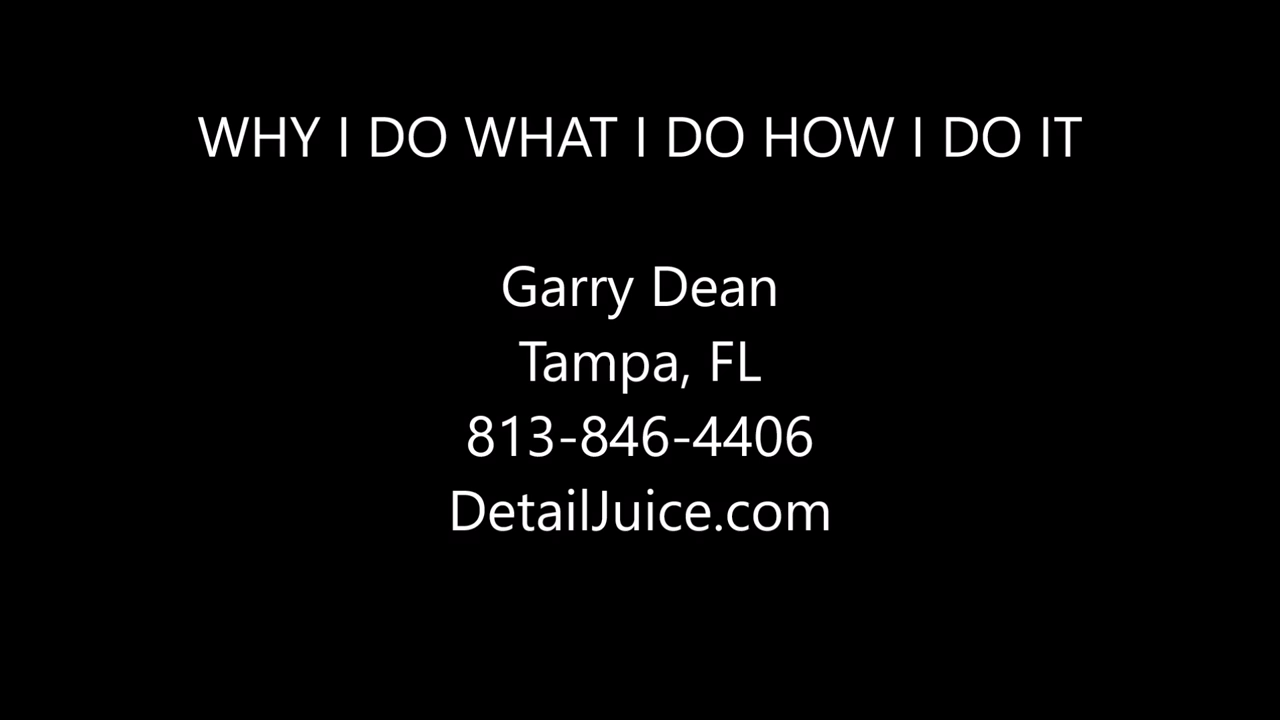 WHY I DO WHAT I DO HOW I DO IT
Garry Dean
Tampa, FL
813-846-4406
DetailJuice.com